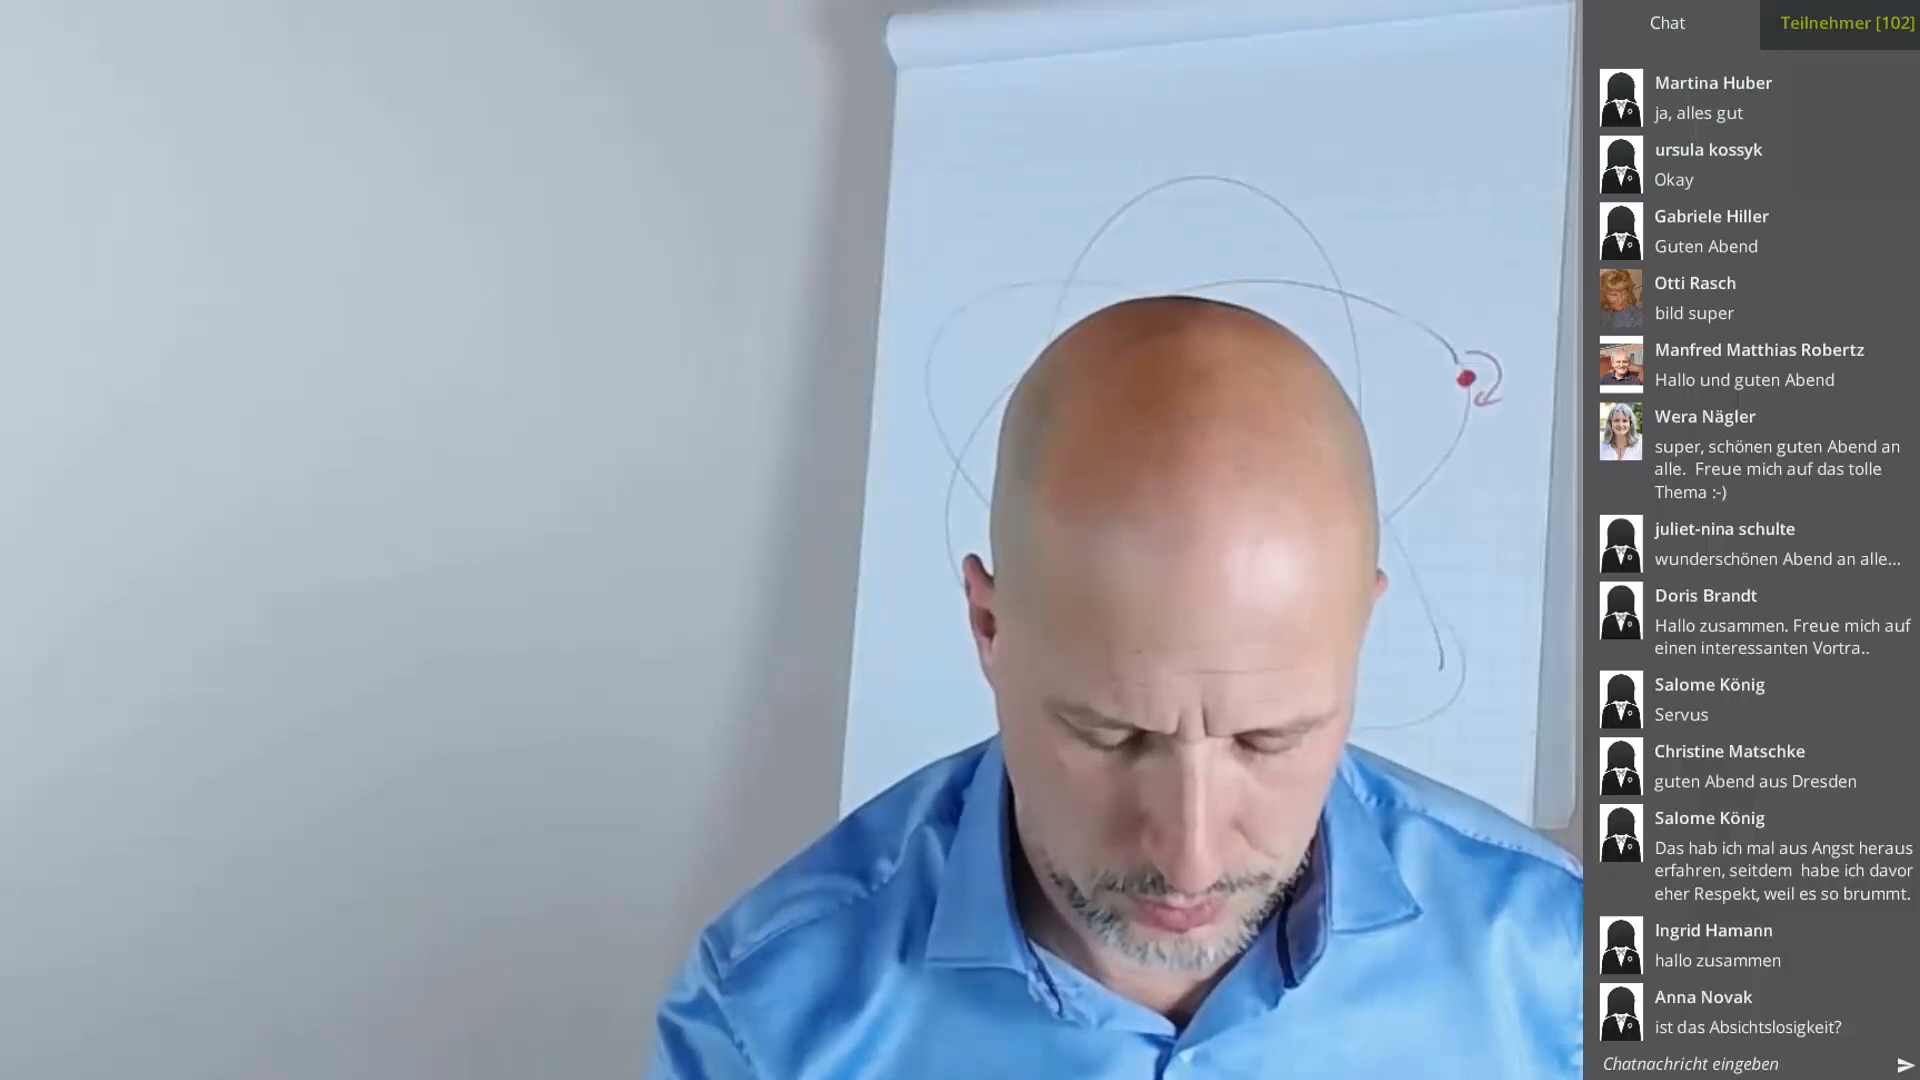 Chat
Teilnehmer [102]
Martina Huber
ja, alles gut
ursula kossyk
Okay
Gabriele Hiller
Guten Abend
Otti Rasch
bild super
Manfred Matthias Robertz
Hallo und guten Abend
Wera Nägler
super, schönen guten Abend an
alle.  Freue mich auf das tolle
Thema :-)
juliet-nina schulte
wunderschönen Abend an alle...
Doris Brandt
Hallo zusammen. Freue mich auf
einen interessanten Vortra..
Salome König
Servus
Christine Matschke
guten Abend aus Dresden
Salome König
Das hab ich mal aus Angst heraus
erfahren, seitdem  habe ich davor
eher Respekt, weil es so brummt.
Ingrid Hamann
hallo zusammen
Anna Novak
ist das Absichtslosigkeit?
Chatnachricht eingeben